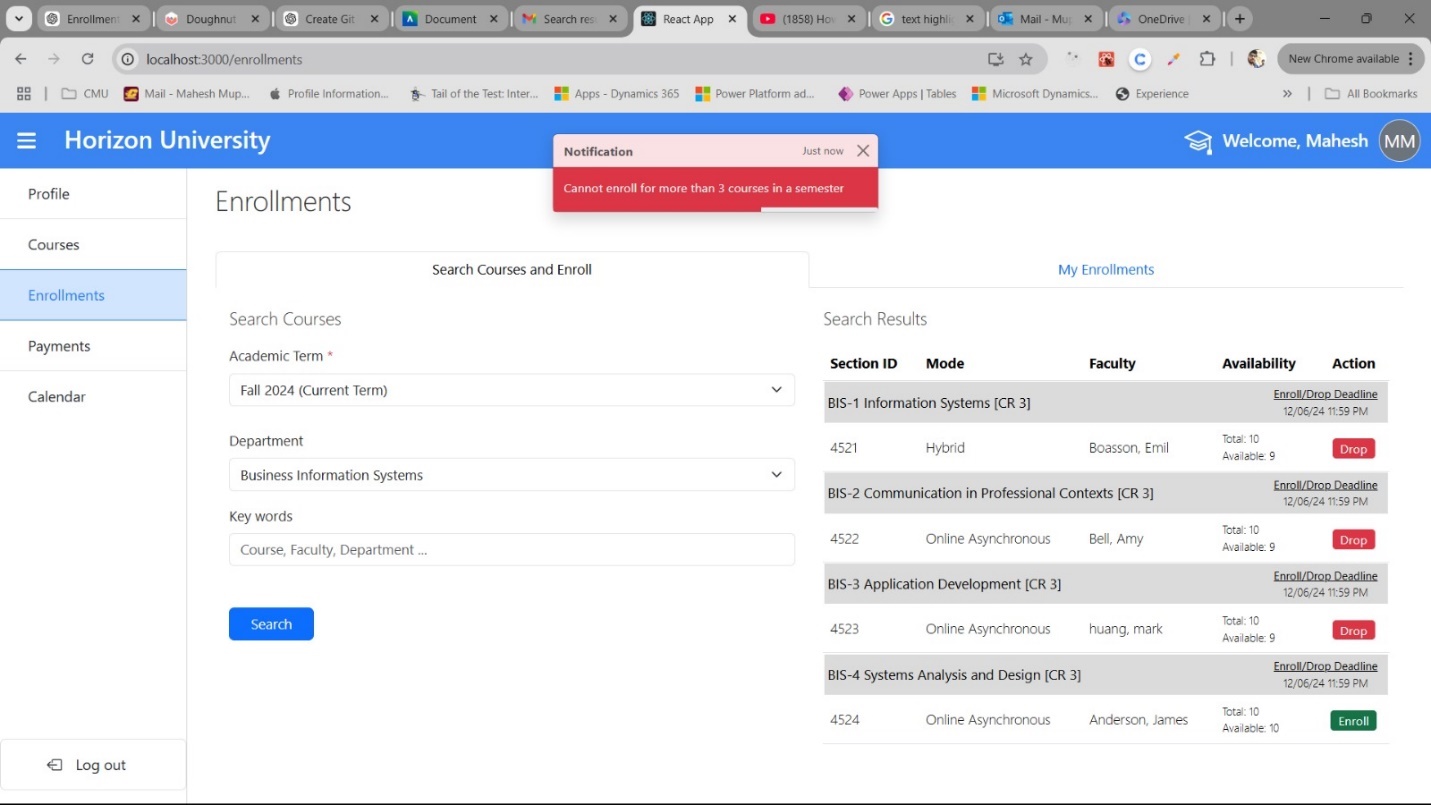 Enrollmen
Doughnut
Create Git
Document
Search res
React App
(1858) Ho
text highlic
Mail - Mup
OneDrive
localhost:3000/enrollments
New Chrome available
CMU
Mail - Mahesh Mup...
Profile Information...
Tail of the Test: Inter...
Apps - Dynamics 365
Power Platform ad...
Power Apps | Tables
Microsoft Dynamics...
Experience
All Bookmarks
Horizon University
Welcome, Mahesh
MM
Notification
Just now
Cannot enroll for more than 3 courses in a semester
Profile
Courses
Enrollments
Payments
Calendar
Log out
Enrollments
Search Courses and Enroll
My Enrollments
Search Courses
Academic Term *
Fall 2024 (Current Term)
Department
Business Information Systems
Key words
Course, Faculty, Department ...
Search
Search Results
Section ID Mode Faculty Availability Action
BIS-1 Information Systems [CR 3]
Enroll/Drop Deadline
12/06/24 11:59 PM
4521 Hybrid Boasson, Emil
Total: 10
Available: 9
Drop
BIS-2 Communication in Professional Contexts [CR 3]
Enroll/Drop Deadline
12/06/24 11:59 PM
4522 Online Asynchronous Bell, Amy
Total: 10
Available: 9
Drop
BIS-3 Application Development [CR 3]
Enroll/Drop Deadline
12/06/24 11:59 PM
4523 Online Asynchronous huang, mark
Total: 10
Available: 9
Drop
BIS-4 Systems Analysis and Design [CR 3]
Enroll/Drop Deadline
12/06/24 11:59 PM
4524 Online Asynchronous Anderson, James
Total: 10
Available: 10
Enroll